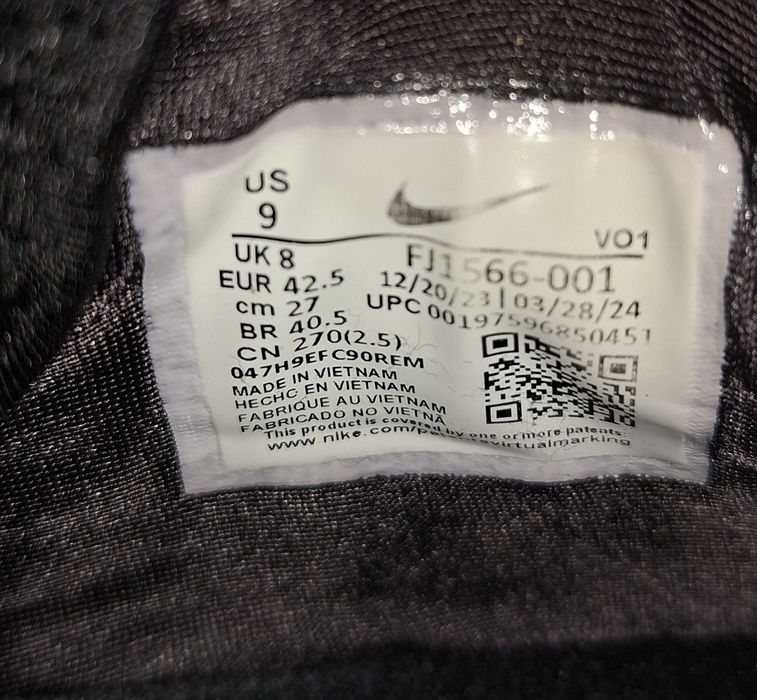 US
9
VO1
UK 8
FJ1566-001
EUR 42.5
12/20/23 | 03/28/24
cm 27
UPC 00197596850451
BR 40.5
CN 270(2.5)
047H9EFC90REM
MADE IN VIETNAM
HECHO EN VIETNAM
FABRIQUE AU VIETNAM
FABRICADO NO VIETNÃ
This product is covered by one or more patents.
www.nike.com/ virtualmarking